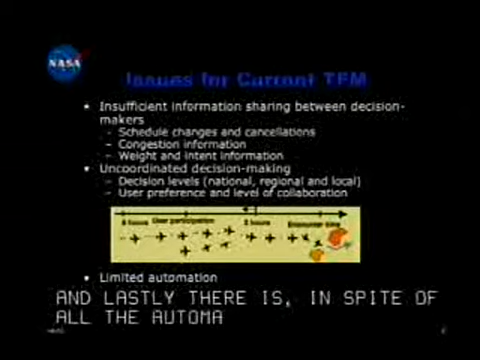 NASA
Issues for Current TFM
• Insufficient information sharing between decision-
makers
– Schedule changes and cancellations
– Congestion information
– Weight and intent information
• Uncoordinated decision-making
– Decision levels (national, regional and local)
– User preference and level of collaboration
User participation
hours
• Limited automation
AND LASTLY THERE IS, IN SPITE OF
ALL THE AUTOMA